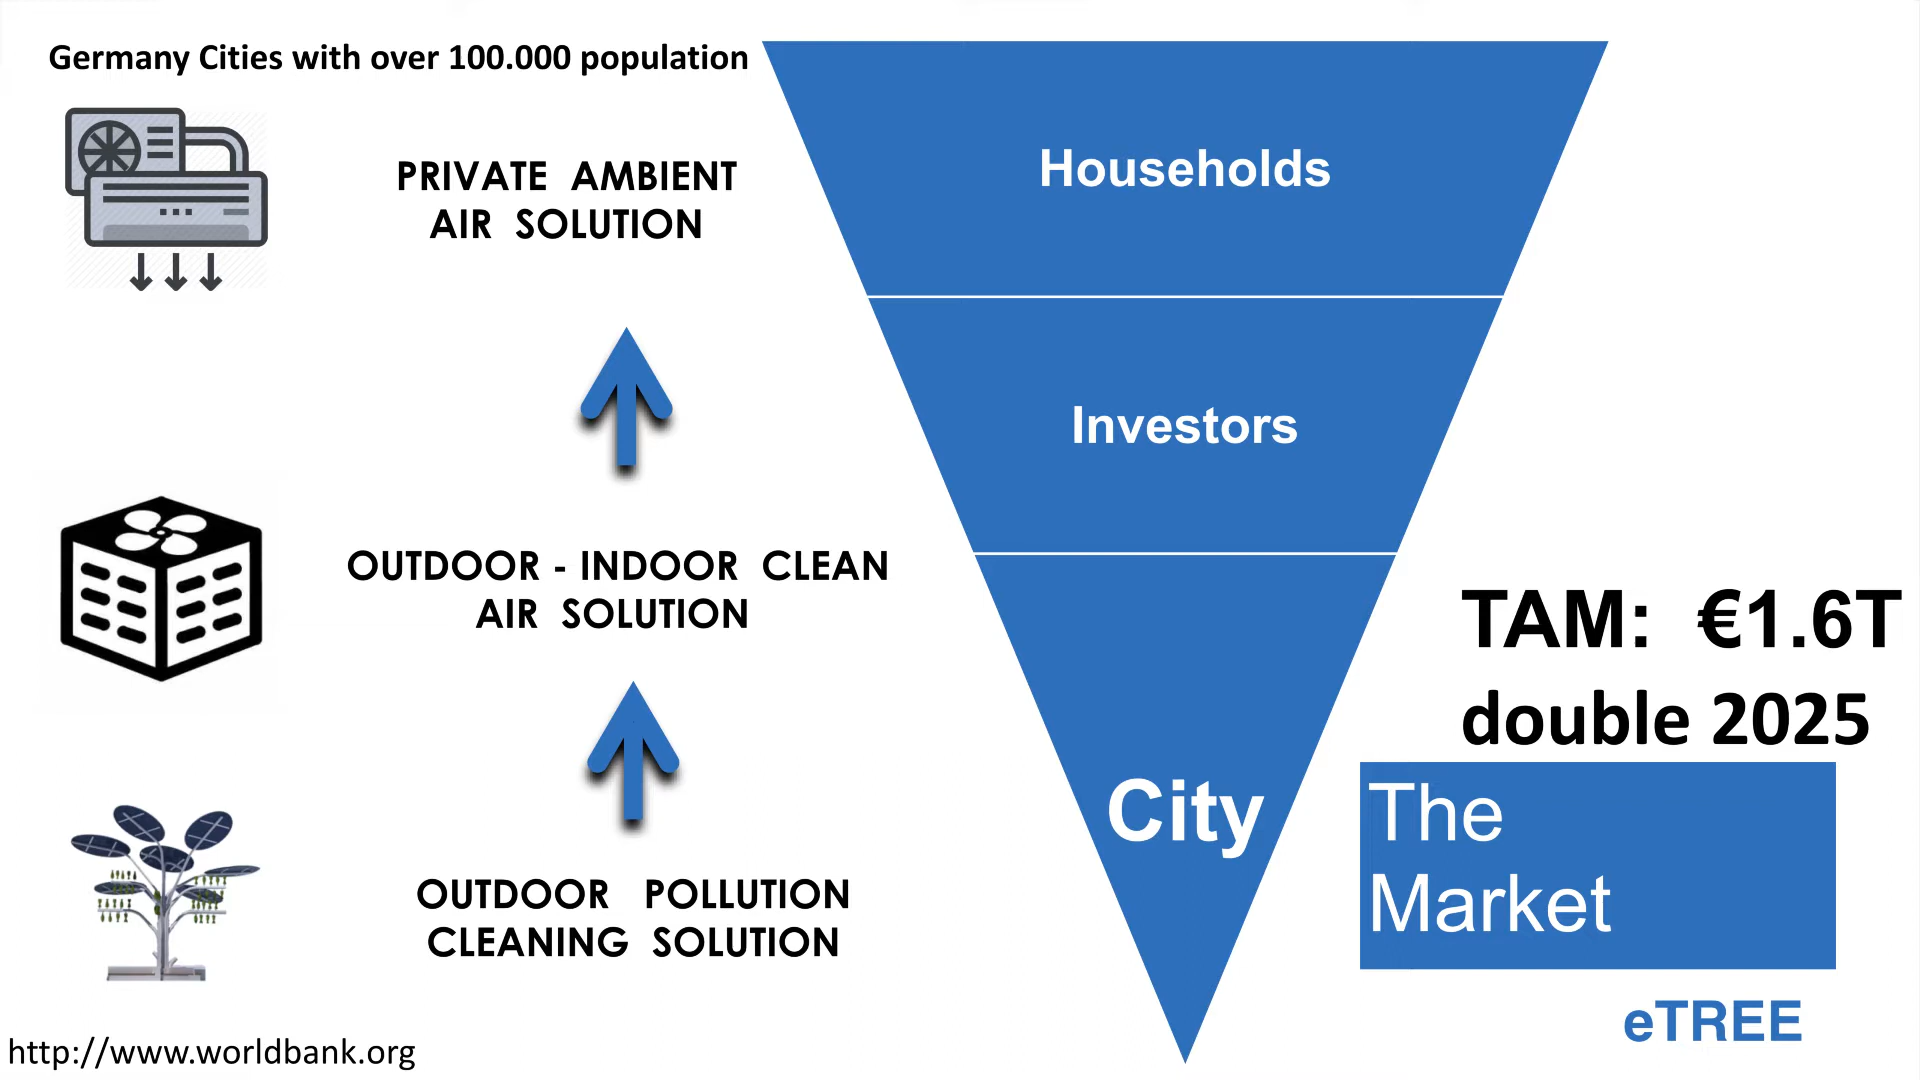 Germany Cities with over 100.000 population
PRIVATE AMBIENT
AIR SOLUTION
Households
Investors
OUTDOOR - INDOOR CLEAN
AIR SOLUTION
TAM: €1.6T
double 2025
City
The
Market
OUTDOOR POLLUTION
CLEANING SOLUTION
eTREE
http://www.worldbank.org